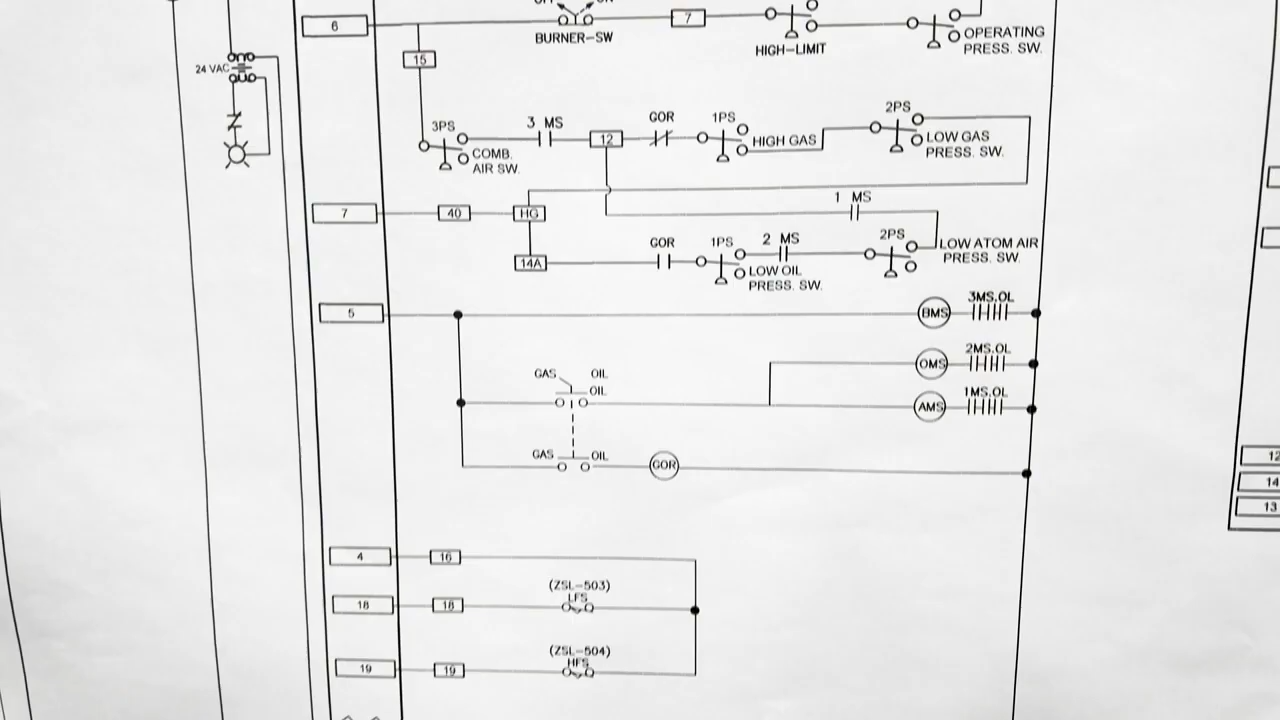 6
BURNER-SW
7
HIGH-LIMIT
OPERATING
PRESS. SW.
15
24 VAC
3PS
COMB.
AIR SW.
3 MS
12
GOR
1PS
HIGH GAS
2PS
LOW GAS
PRESS. SW.
7
40
HG
1 MS
14A
GOR
1PS
LOW OIL
PRESS. SW.
2 MS
2PS
LOW ATOM AIR
PRESS. SW.
5
BMS
3MS.OL
OMS
2MS.OL
GAS OIL
OIL
AMS
1MS.OL
GAS OIL
GOR
12
14
13
4
16
18
18
(ZSL-503)
LFS
19
19
(ZSL-504)
HFS